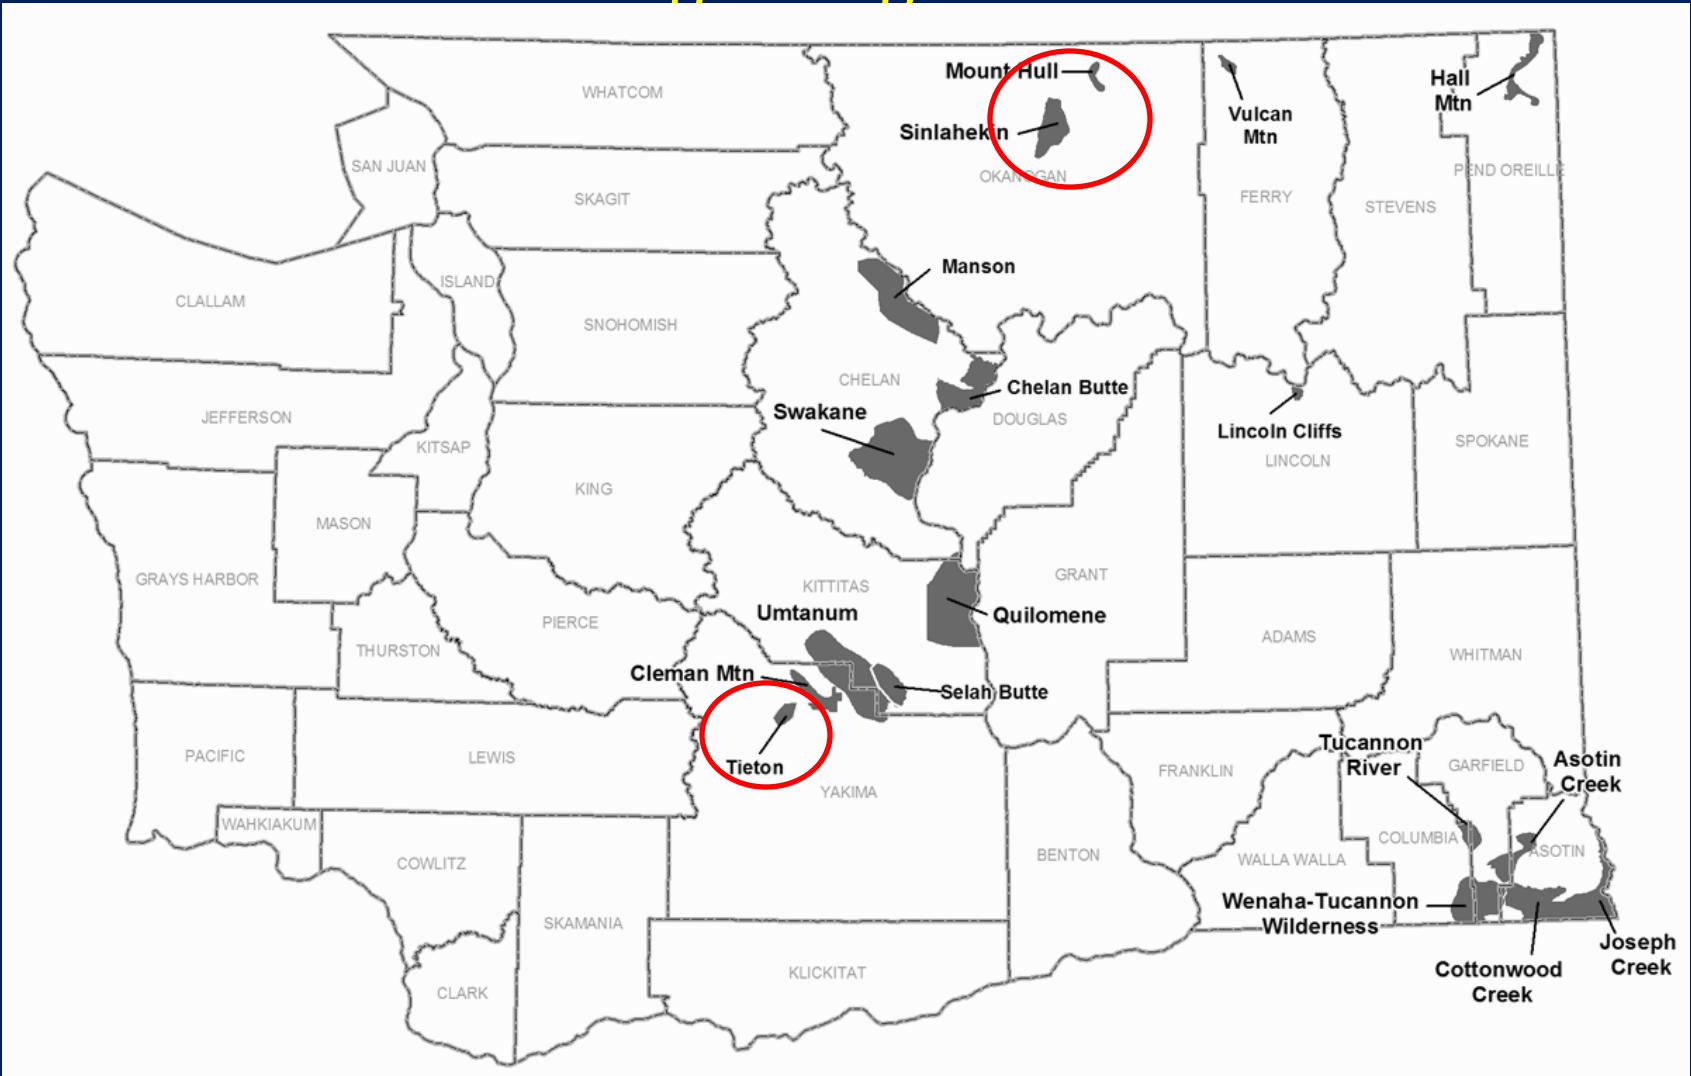 Mount Hull
WHATCOM
Hall
Mtn
Vulcan
Mtn
Sinlahekin
SAN JUAN
OKANOGAN
PEND OREILLE
SKAGIT
FERRY
STEVENS
Manson
ISLAND
CLALLAM
SNOHOMISH
CHELAN
Chelan Butte
Swakane
DOUGLAS
JEFFERSON
Lincoln Cliffs
KITSAP
SPOKANE
LINCOLN
KING
MASON
GRAYS HARBOR
KITTITAS
GRANT
Umtanum
Quilomene
PIERCE
ADAMS
THURSTON
WHITMAN
Cleman Mtn
Selah Butte
Tucannon
River
PACIFIC
LEWIS
Tieton
FRANKLIN
GARFIELD
Asotin
Creek
YAKIMA
WAHKIAKUM
COLUMBIA
ASOTIN
COWLITZ
BENTON
WALLA WALLA
Wenaha-Tucannon
Wilderness
SKAMANIA
Joseph
Creek
KLICKITAT
Cottonwood
Creek
CLARK